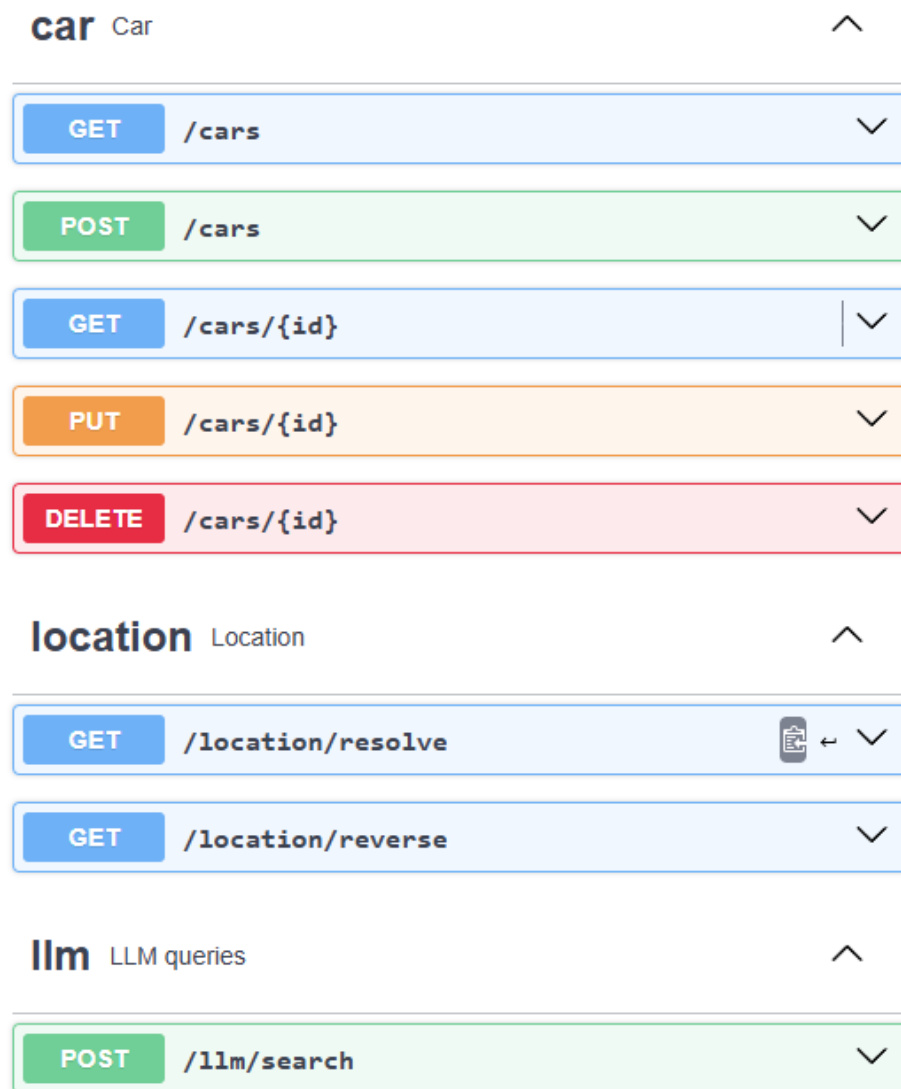 car Car
GET /cars
POST /cars
GET /cars/{id}
PUT /cars/{id}
DELETE /cars/{id}
location Location
GET /location/resolve
GET /location/reverse
llm LLM queries
POST /llm/search